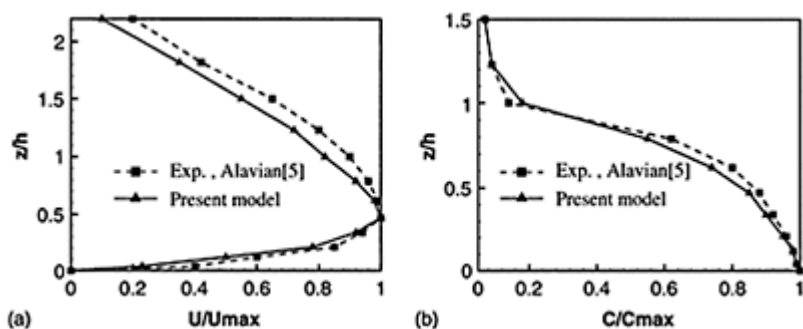 2
1.5
1
0.5
0
z/h
Exp. , Alavian[5]
Present model
0 0.2 0.4 0.6 0.8 1
(a) U/Umax
1.5
1
0.5
0
z/h
Exp. , Alavian[5]
Present model
0 0.2 0.4 0.6 0.8 1
(b) C/Cmax